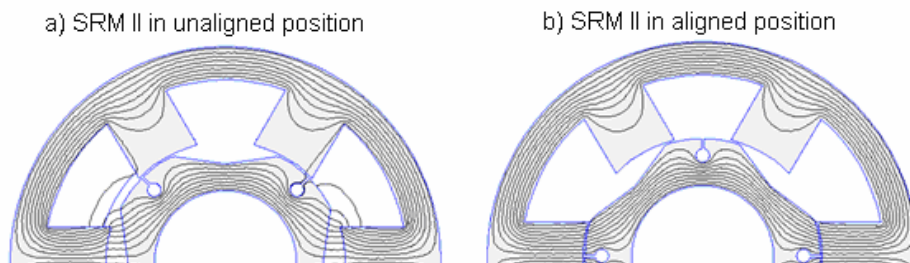 a) SRM II in unaligned position
b) SRM II in aligned position